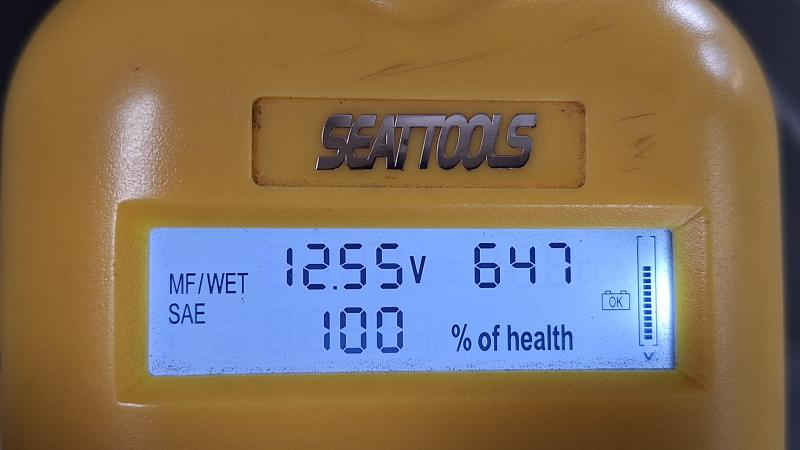 SEATTOOLS
MF/WET 12.55V 647
SAE 100 % of health
OK
V